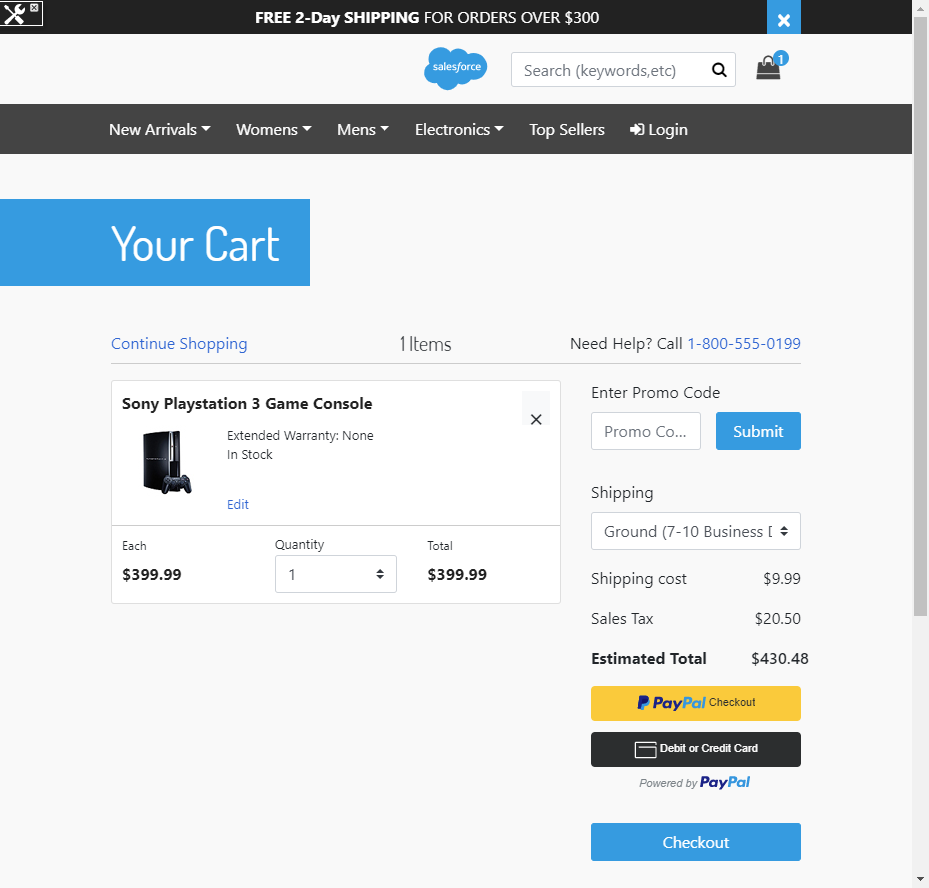 FREE 2-Day SHIPPING FOR ORDERS OVER $300
salesforce
Search (keywords,etc)
1
New Arrivals Womens Mens Electronics Top Sellers Login
Your Cart
Continue Shopping
1 Items
Need Help? Call 1-800-555-0199
Sony Playstation 3 Game Console
Extended Warranty: None
In Stock
Edit
Each
Quantity
Total
$399.99
1
$399.99
Enter Promo Code
Promo Co...
Submit
Shipping
Ground (7-10 Business D
Shipping cost $9.99
Sales Tax $20.50
Estimated Total $430.48
PayPal Checkout
Debit or Credit Card
Powered by PayPal
Checkout